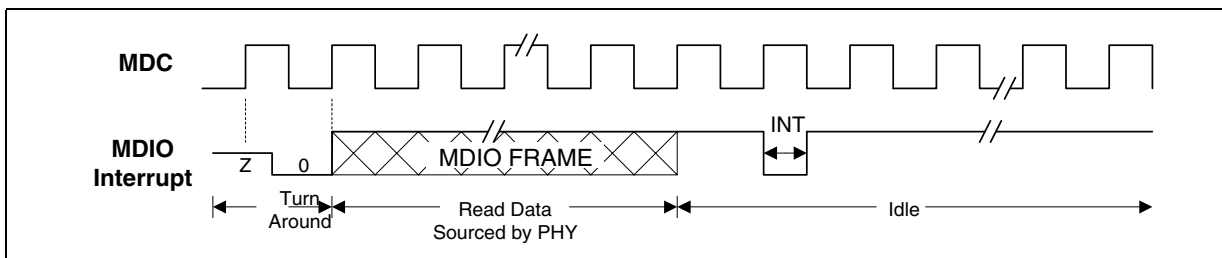 MDC
INT
MDIO
Interrupt
Z
0
MDIO FRAME
Turn
Around
Read Data
Sourced by PHY
Idle